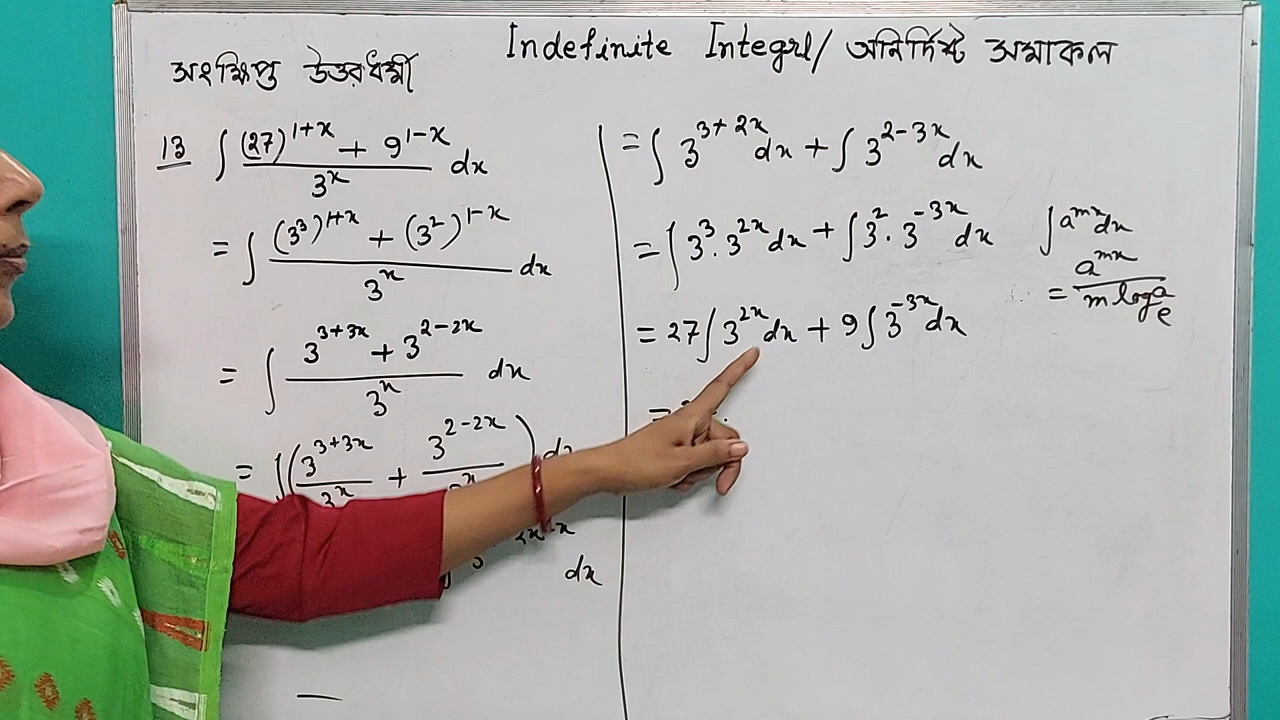 Indefinite Integrl/ অনির্দিষ্ট সমাকল
সংক্ষিপ্ত উত্তরধর্মী
13 ∫ ((27)^(1+x) + 9^(1-x))/3^x dx
= ∫ ((3^3)^(1+x) + (3^2)^(1-x))/3^x dx
= ∫ (3^(3+3x) + 3^(2-2x))/3^x dx
= ∫ (3^(3+3x)/3^x + 3^(2-2x)/3^x) dx
dx
= ∫ 3^(3+2x) dx + ∫ 3^(2-3x) dx
= ∫ 3^3 . 3^(2x) dx + ∫ 3^2 . 3^(-3x) dx
= 27 ∫ 3^(2x) dx + 9 ∫ 3^(-3x) dx
=
∫ a^(mx) dx
= a^(mx)/(m log_e a)